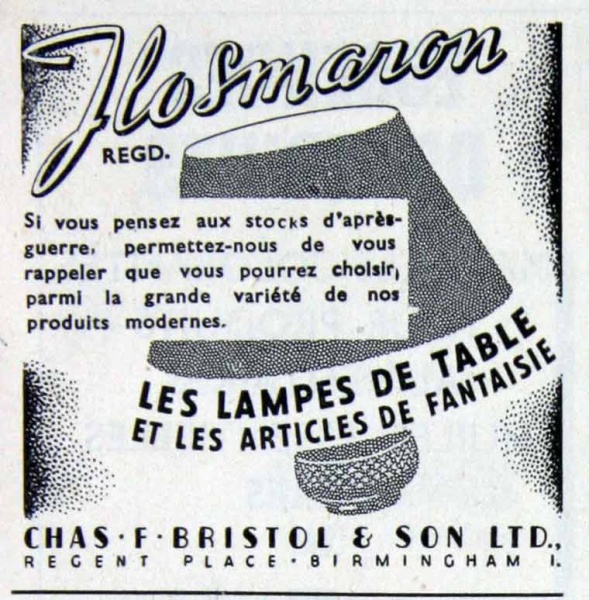 Flosmaron
REGD.
Si vous pensez aux stocks d'après-
guerre, permettez-nous de vous
rappeler que vous pourrez choisir,
parmi la grande variété de nos
produits modernes.
LES LAMPES DE TABLE
ET LES ARTICLES DE FANTAISIE
CHAS·F·BRISTOL & SON LTD.,
REGENT PLACE·BIRMINGHAM 1.